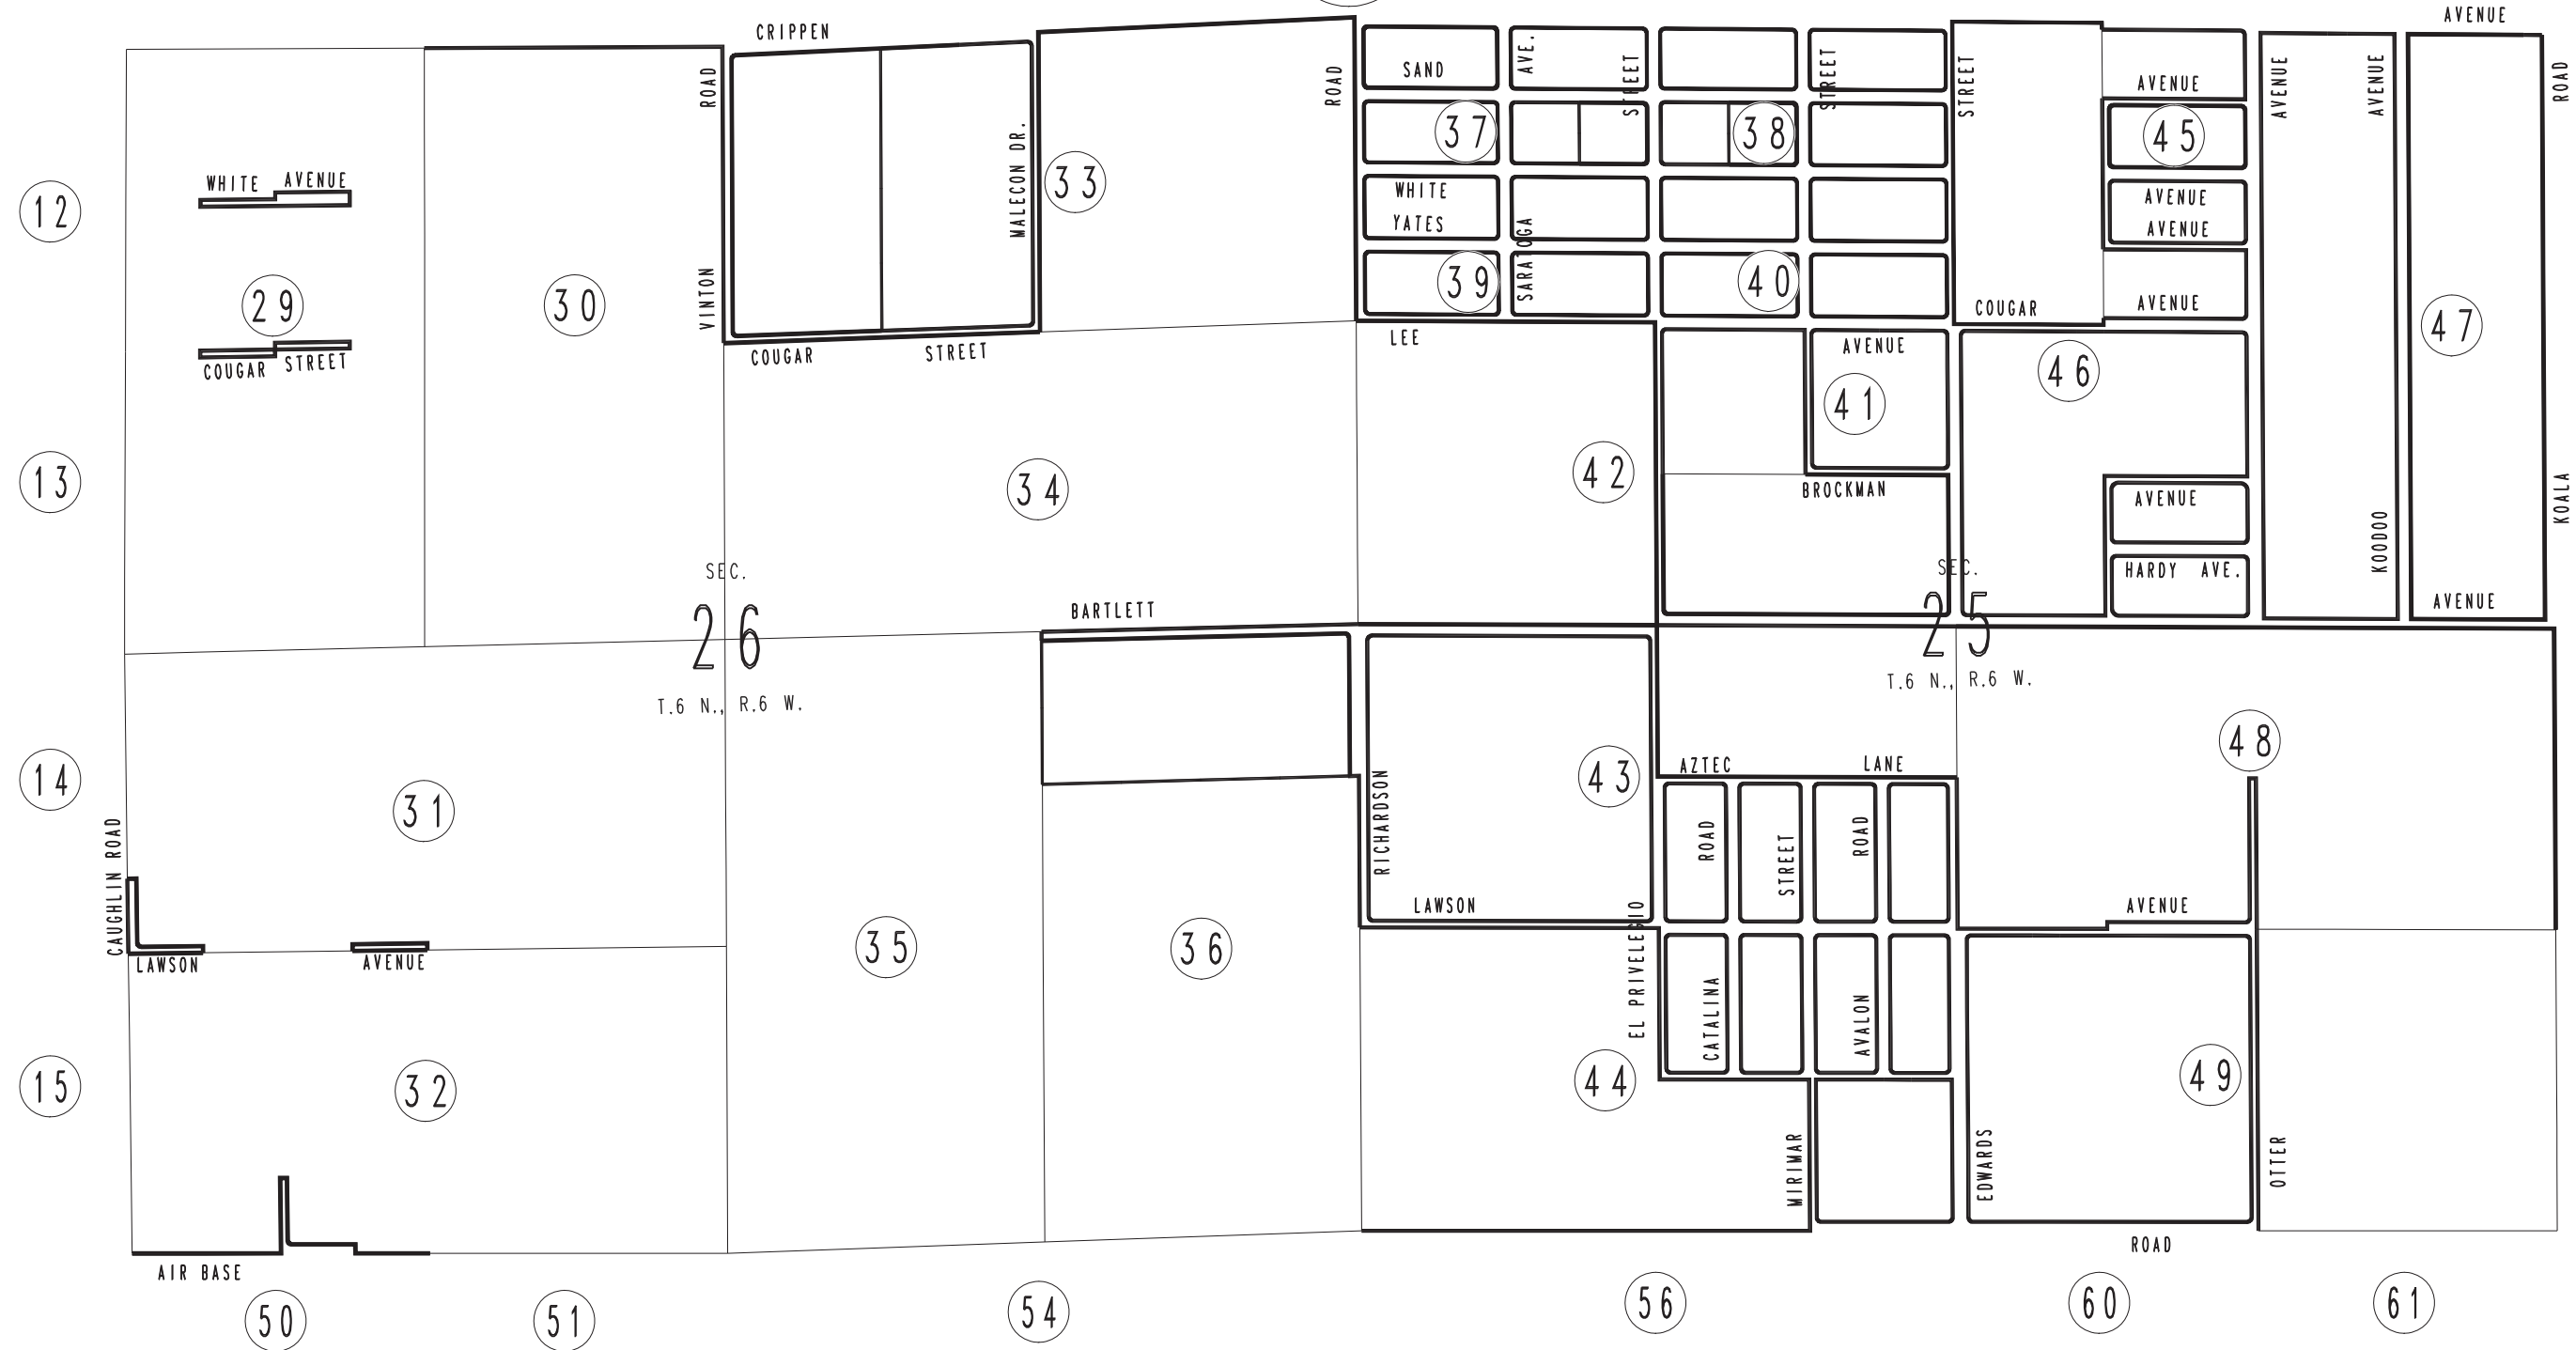 AVENUE
CRIPPEN
ROAD
MALECON DR.
VINTON
COUGAR STREET
ROAD
SAND
AVE.
STREET
STREET
STREET
AVENUE
AVENUE
AVENUE
ROAD
37
38
45
33
12
WHITE AVENUE
WHITE
YATES
AVENUE
AVENUE
SARATOGA
29
30
39
40
COUGAR
AVENUE
47
COUGAR STREET
LEE
AVENUE
46
41
13
34
42
BROCKMAN
AVENUE
KOODOO
KOALA
SEC.
26
T.6 N., R.6 W.
SEC.
25
T.6 N., R.6 W.
HARDY AVE.
AVENUE
BARTLETT
14
31
43
48
AZTEC LANE
RICHARDSON
ROAD
STREET
ROAD
CAUGHLIN ROAD
LAWSON
AVENUE
LAWSON AVENUE
35
36
EL PRIVELEGIO
CATALINA
AVALON
15
32
44
49
MIRIMAR
EDWARDS
OTTER
AIR BASE
ROAD
50
51
54
56
60
61